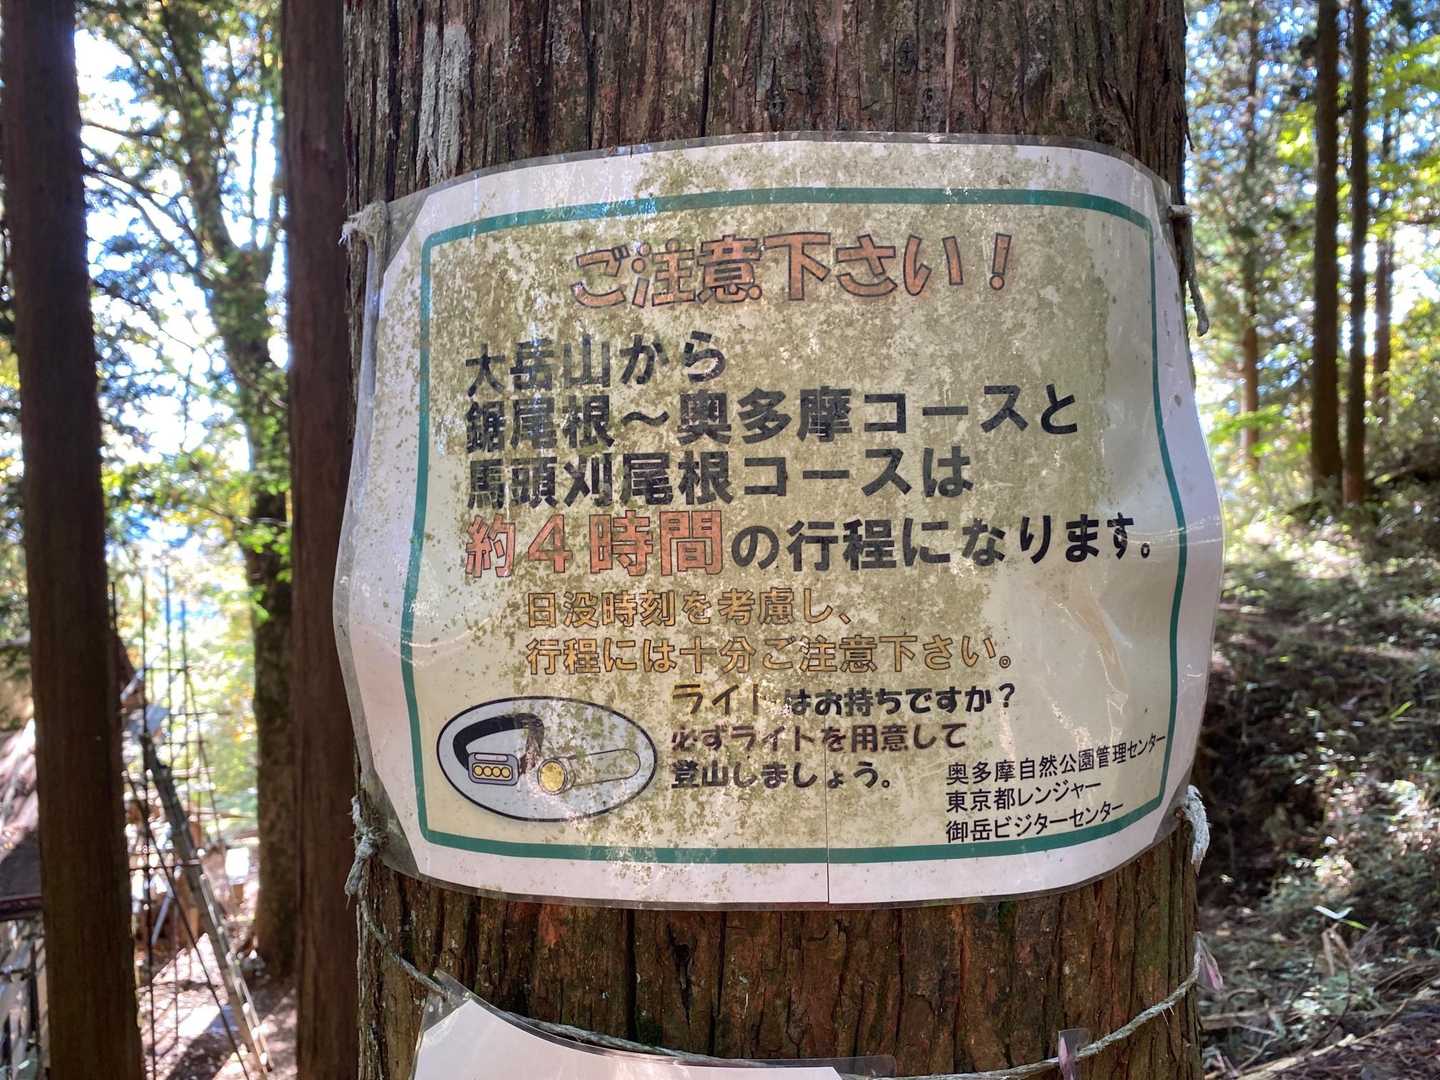 ご注意下さい！
大岳山から
鋸尾根～奥多摩コースと
馬頭刈尾根コースは
約４時間の行程になります。
日没時刻を考慮し、
行程には十分ご注意下さい。
ライトはお持ちですか？
必ずライトを用意して
登山しましょう。
奥多摩自然公園管理センター
東京都レンジャー
御岳ビジターセンター